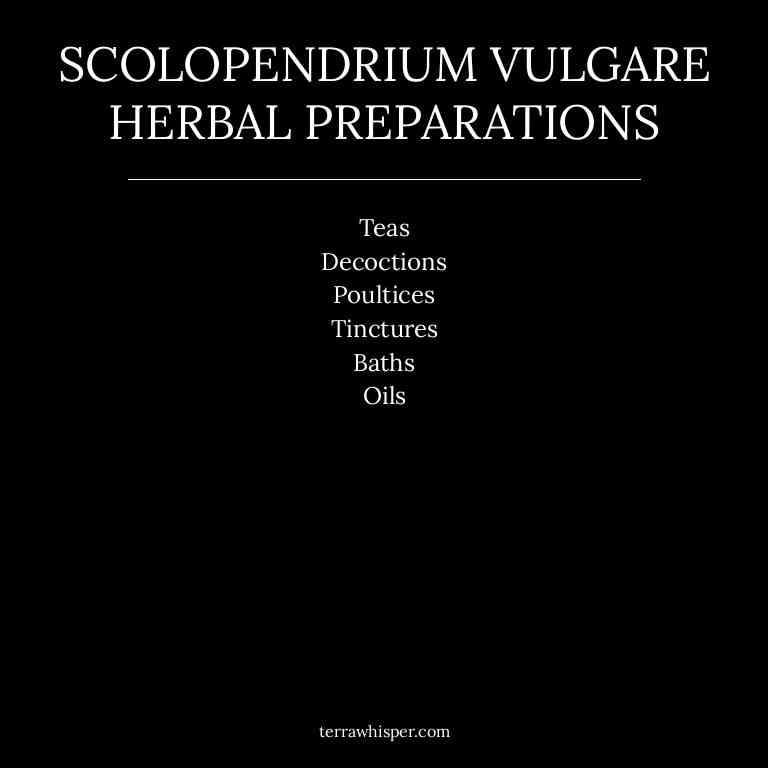 SCOLOPENDRIUM VULGARE
HERBAL PREPARATIONS
Teas
Decoctions
Poultices
Tinctures
Baths
Oils
terrawhisper.com